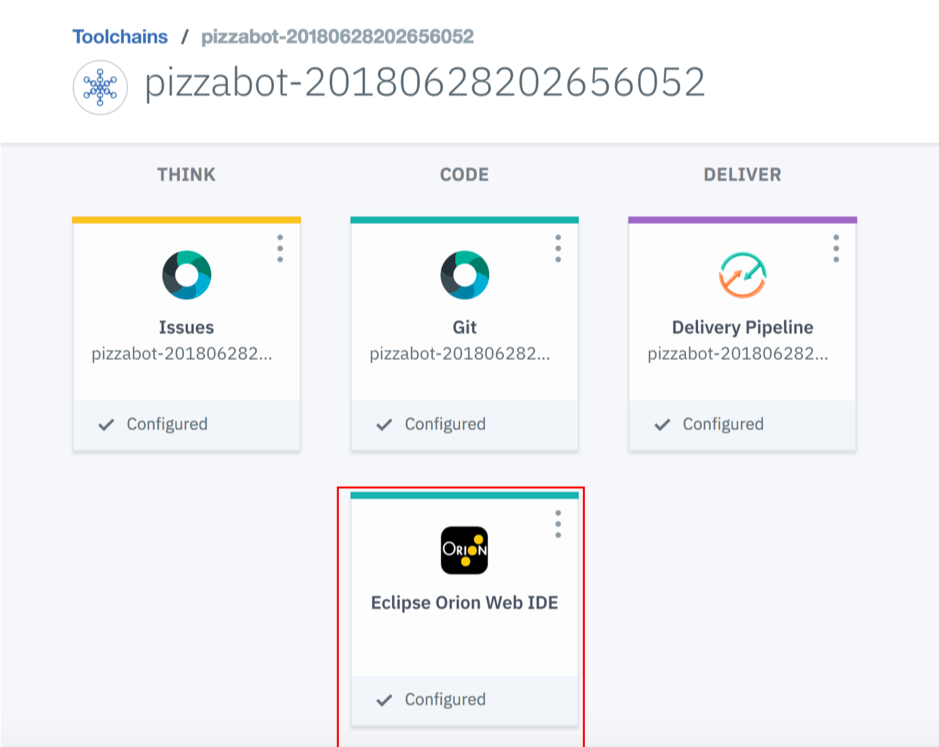 Toolchains / pizzabot-20180628202656052
pizzabot-20180628202656052
THINK
CODE
DELIVER
Issues
pizzabot-201806282...
Configured
Git
pizzabot-201806282...
Configured
Delivery Pipeline
pizzabot-201806282...
Configured
ORION
Eclipse Orion Web IDE
Configured